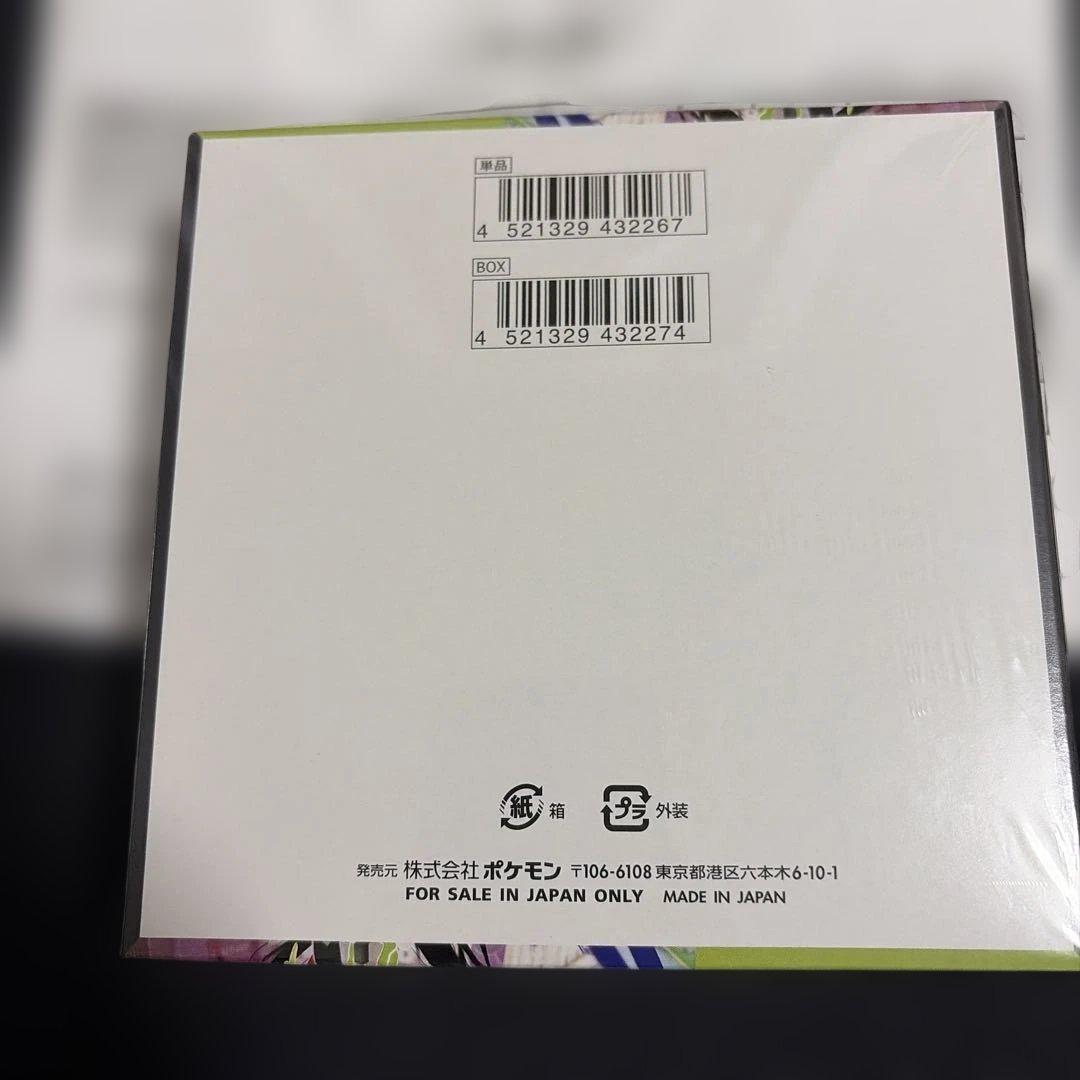 単品
4 521329 432267
BOX
4 521329 432274
紙 箱 プラ 外装
発売元 株式会社 ポケモン 〒106-6108 東京都港区六本木6-10-1
FOR SALE IN JAPAN ONLY MADE IN JAPAN